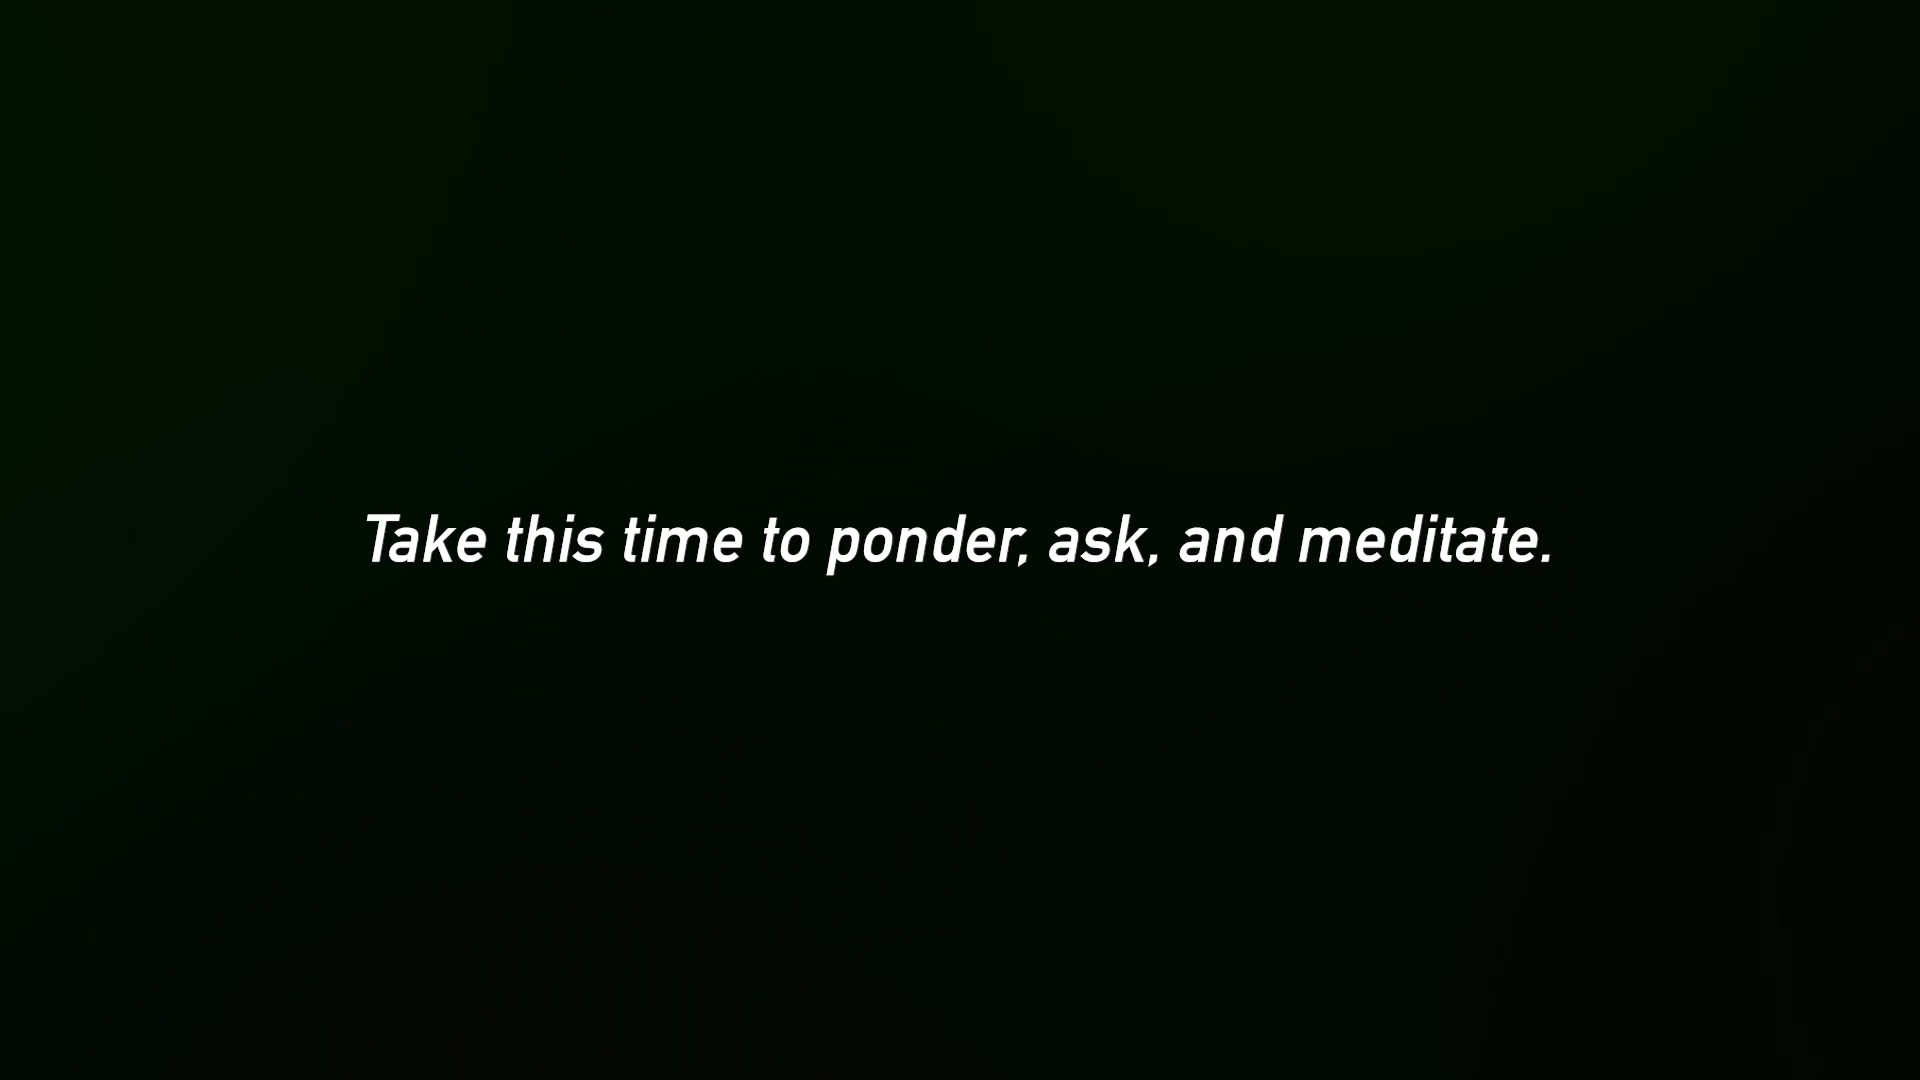 Take this time to ponder, ask, and meditate.